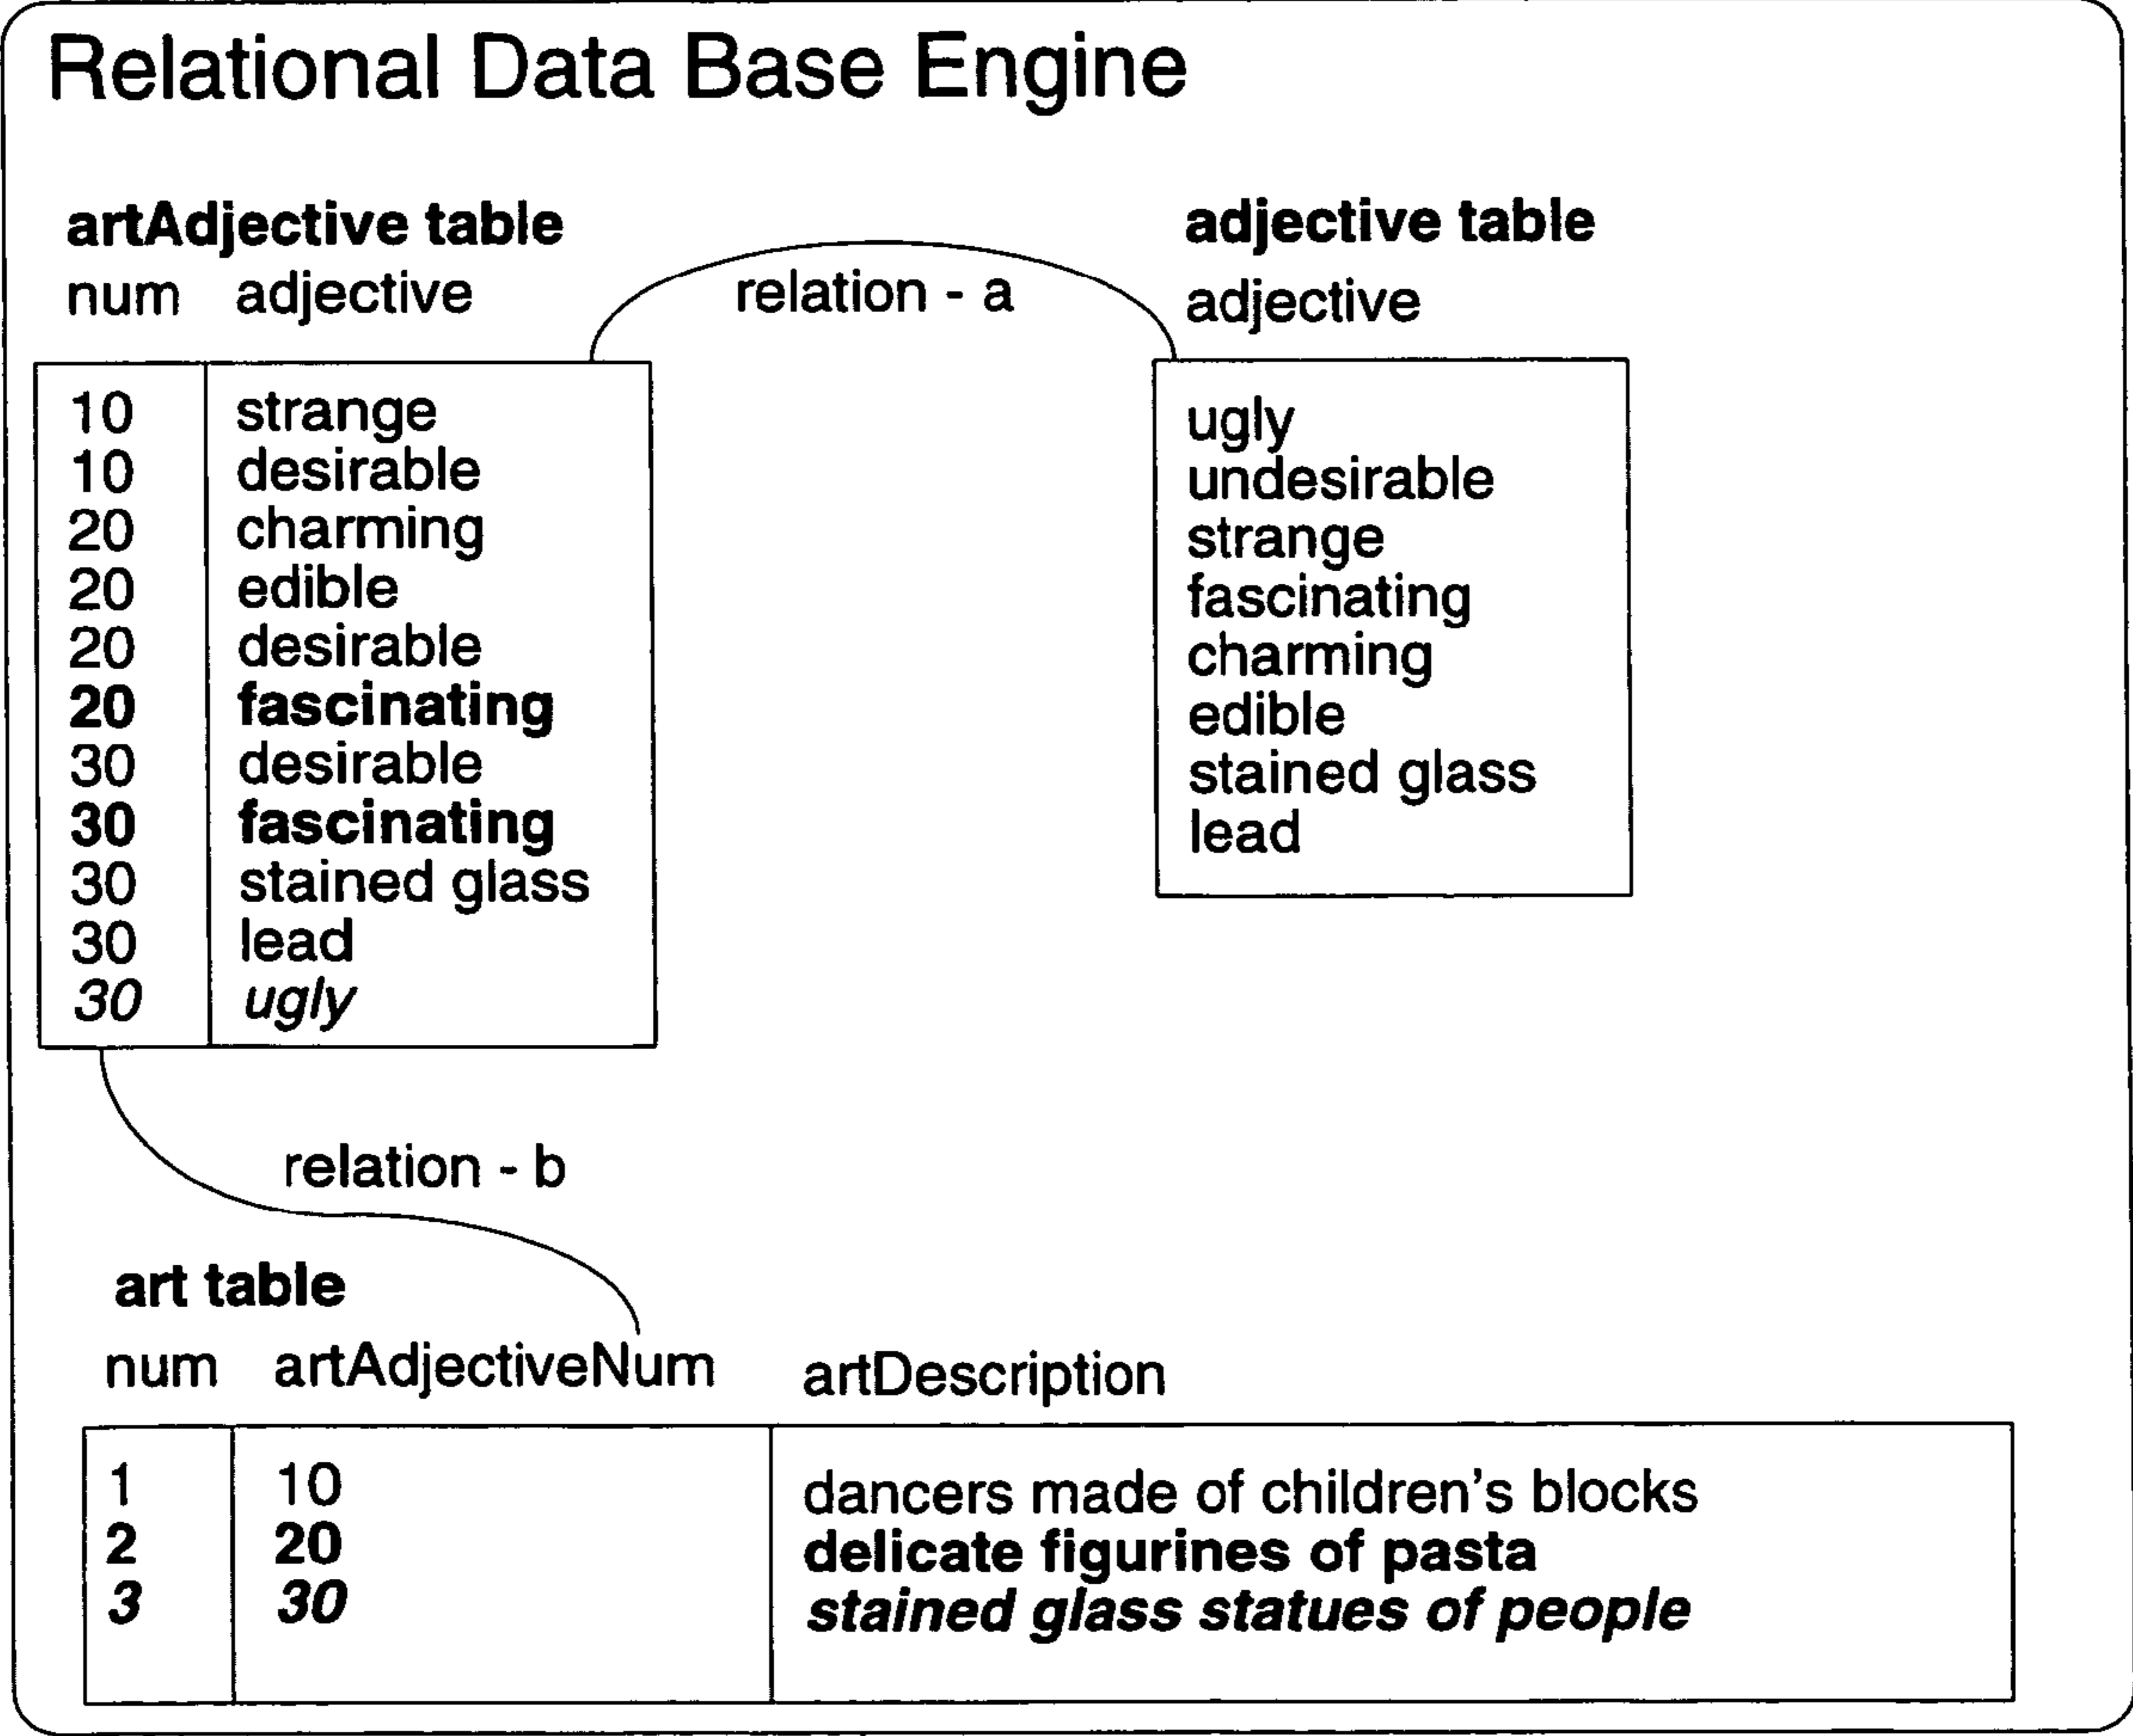 Relational Data Base Engine
artAdjective table
num adjective
10 strange
10 desirable
20 charming
20 edible
20 desirable
20 fascinating
30 desirable
30 fascinating
30 stained glass
30 lead
30 ugly
relation - a
adjective table
adjective
ugly
undesirable
strange
fascinating
charming
edible
stained glass
lead
relation - b
art table
num artAdjectiveNum artDescription
1 10 dancers made of children's blocks
2 20 delicate figurines of pasta
3 30 stained glass statues of people